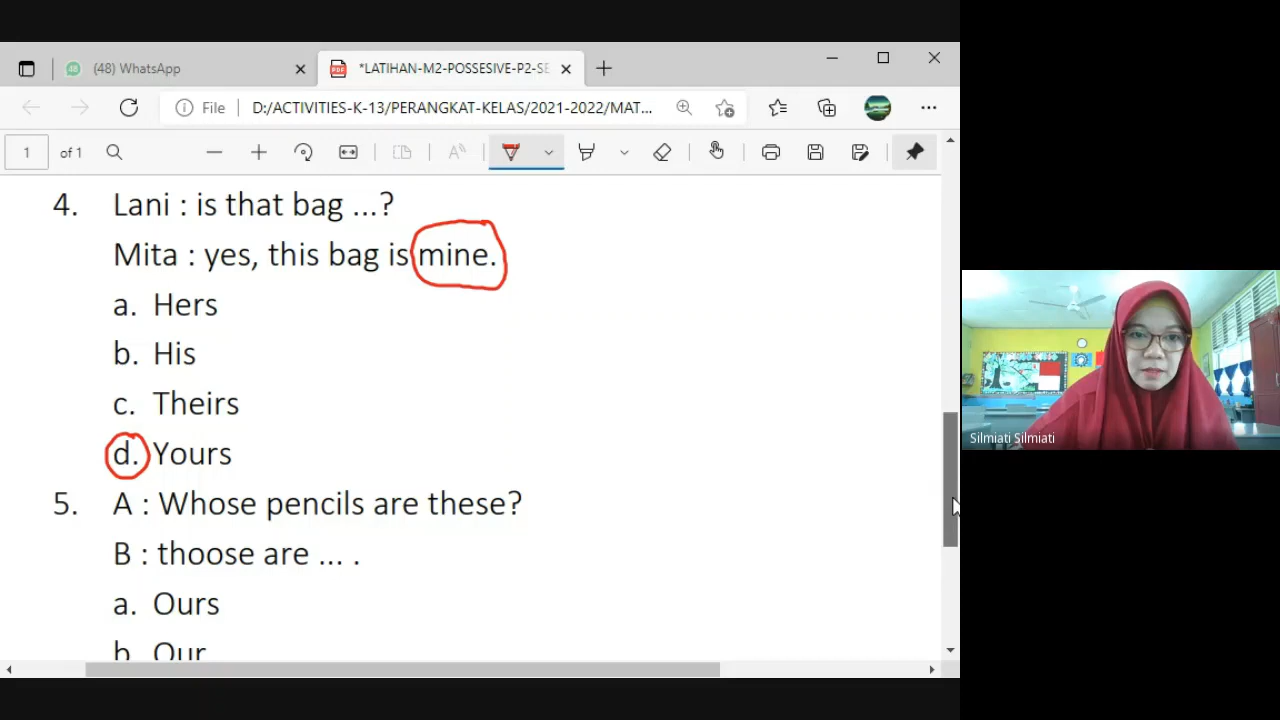 (48) WhatsApp
*LATIHAN-M2-POSSESIVE-P2-SE
File
D:/ACTIVITIES-K-13/PERANGKAT-KELAS/2021-2022/MAT...
1 of 1
4. Lani : is that bag ...?
Mita : yes, this bag is mine.
a. Hers
b. His
c. Theirs
d. Yours
5. A : Whose pencils are these?
B : thoose are ... .
a. Ours
b. Our
Silmiati Silmiati